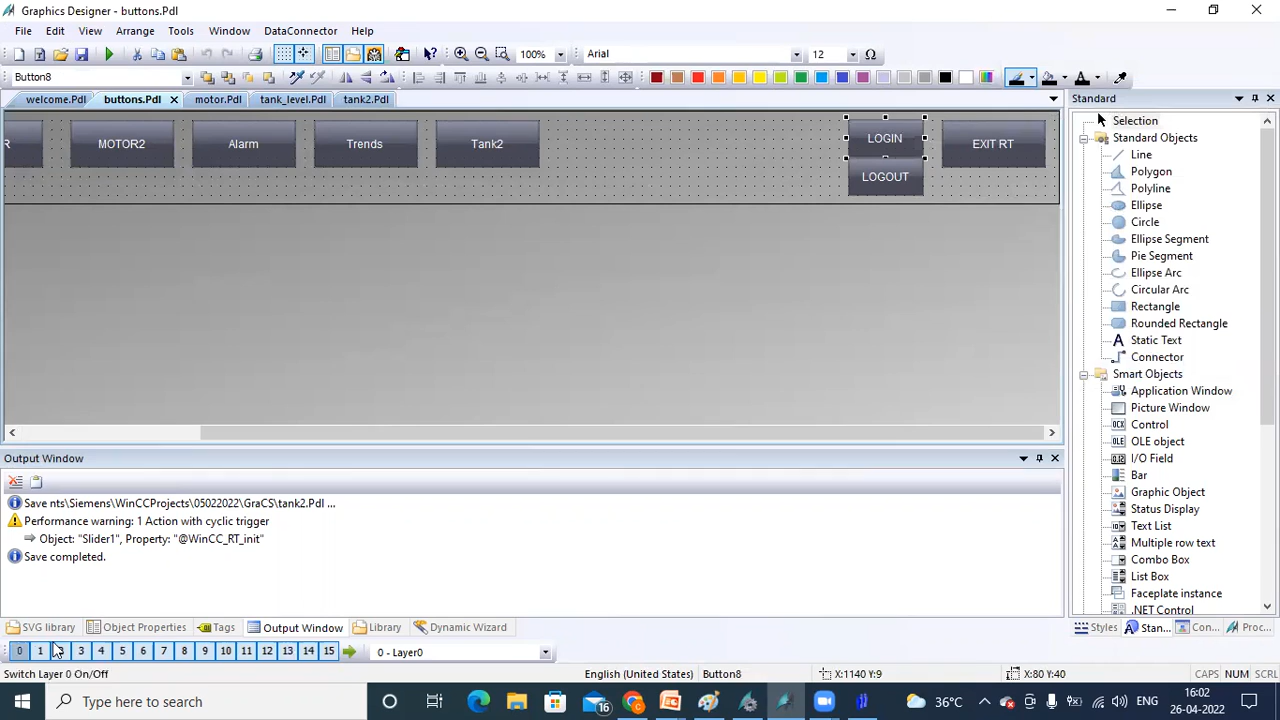 Graphics Designer - buttons.Pdl
File Edit View Arrange Tools Window DataConnector Help
100% Arial 12 Ω
Button8 A
welcome.Pdl buttons.Pdl motor.Pdl tank_level.Pdl tank2.Pdl
Standard
R MOTOR2 Alarm Trends Tank2 LOGIN LOGOUT EXIT RT
Selection
Standard Objects
Line
Polygon
Polyline
Ellipse
Circle
Ellipse Segment
Pie Segment
Ellipse Arc
Circular Arc
Rectangle
Rounded Rectangle
A Static Text
Connector
Smart Objects
Application Window
Picture Window
OCX Control
OLE object
0.12 I/O Field
Bar
Graphic Object
Status Display
Text List
Multiple row text
Combo Box
List Box
Faceplate instance
.NET Control
Output Window
Save nts\Siemens\WinCCProjects\05022022\GraCS\tank2.Pdl ...
Performance warning: 1 Action with cyclic trigger
Object: "Slider1", Property: "@WinCC_RT_init"
Save completed.
SVG library Object Properties Tags Output Window Library Dynamic Wizard
Styles Stan... Con... Proc...
0 1 2 3 4 5 6 7 8 9 10 11 12 13 14 15 0 - Layer0
Switch Layer 0 On/Off English (United States) Button8 X:1140 Y:9 X:80 Y:40 CAPS NUM SCRL
Type here to search 16 36°C ENG 16:02
26-04-2022